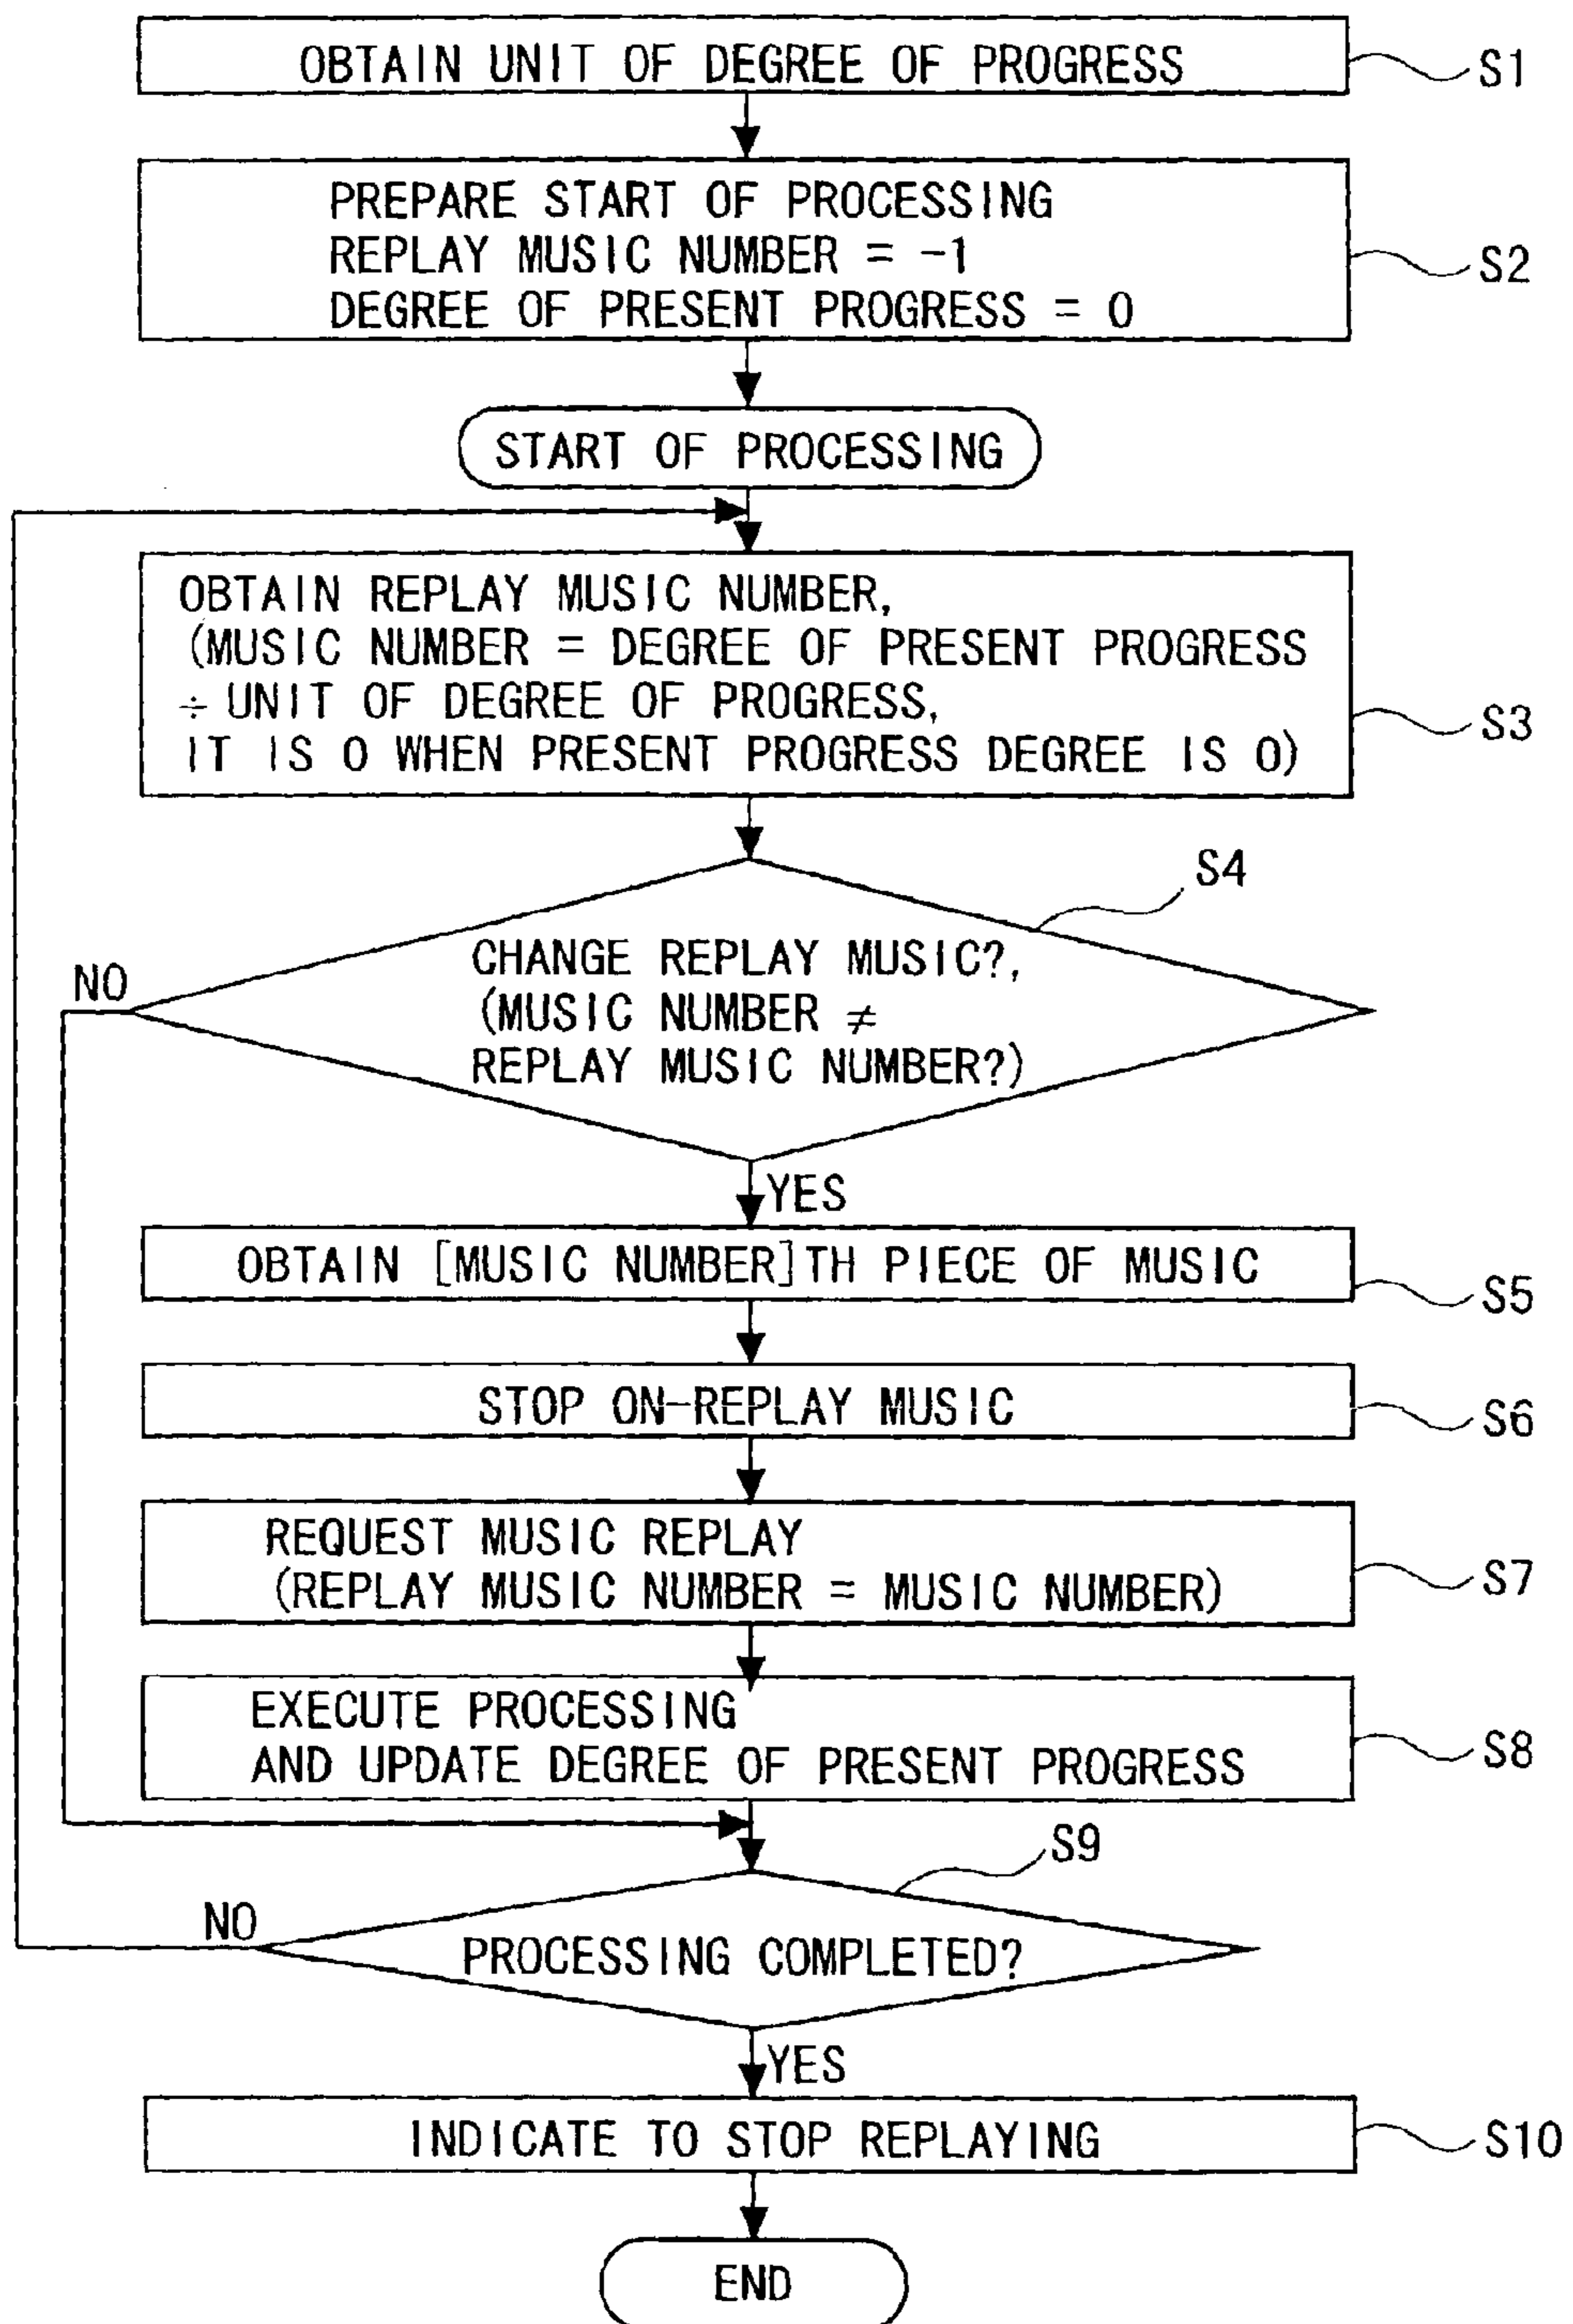 OBTAIN UNIT OF DEGREE OF PROGRESS
S1
PREPARE START OF PROCESSING
REPLAY MUSIC NUMBER = -1
DEGREE OF PRESENT PROGRESS = 0
S2
START OF PROCESSING
OBTAIN REPLAY MUSIC NUMBER,
(MUSIC NUMBER = DEGREE OF PRESENT PROGRESS
÷ UNIT OF DEGREE OF PROGRESS,
IT IS 0 WHEN PRESENT PROGRESS DEGREE IS 0)
S3
S4
CHANGE REPLAY MUSIC?,
(MUSIC NUMBER ≠
REPLAY MUSIC NUMBER?)
NO
YES
OBTAIN [MUSIC NUMBER]TH PIECE OF MUSIC
S5
STOP ON-REPLAY MUSIC
S6
REQUEST MUSIC REPLAY
(REPLAY MUSIC NUMBER = MUSIC NUMBER)
S7
EXECUTE PROCESSING
AND UPDATE DEGREE OF PRESENT PROGRESS
S8
S9
NO
PROCESSING COMPLETED?
YES
INDICATE TO STOP REPLAYING
S10
END